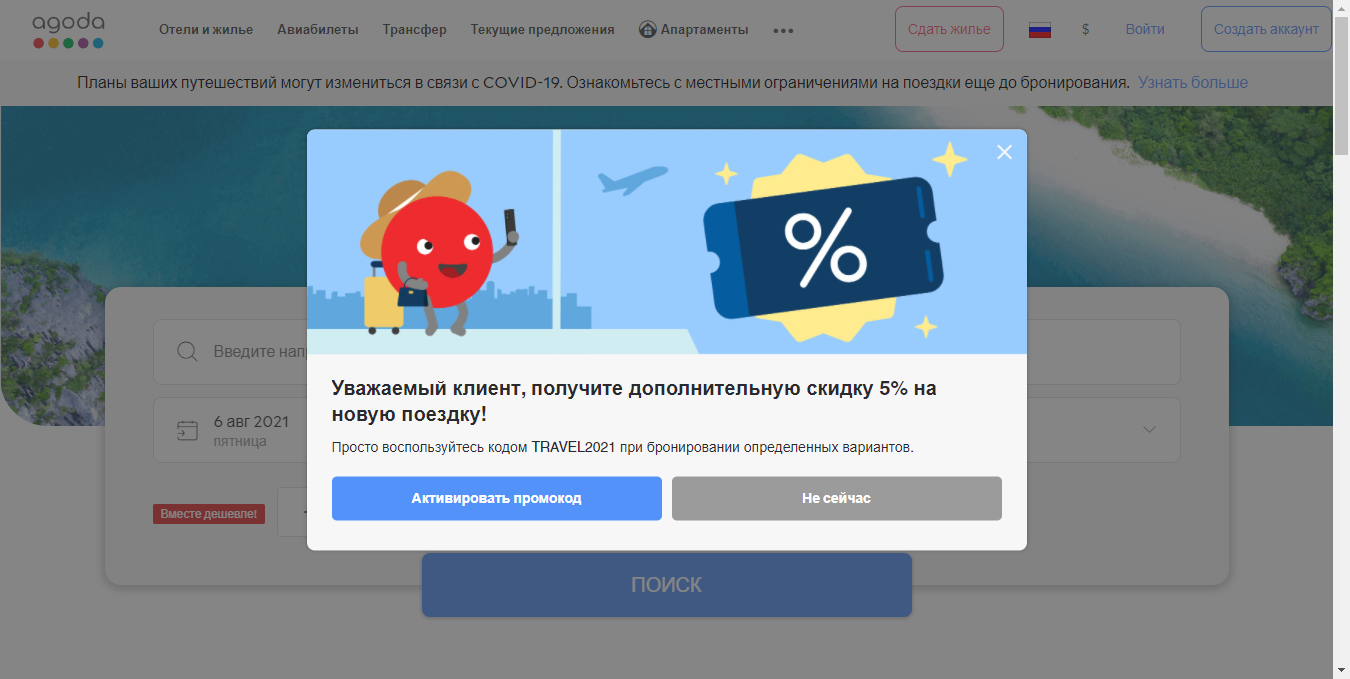 agoda
Отели и жилье Авиабилеты Трансфер Текущие предложения Апартаменты ••• Сдать жилье $ Войти Создать аккаунт
Планы ваших путешествий могут измениться в связи с COVID-19. Ознакомьтесь с местными ограничениями на поездки еще до бронирования. Узнать больше
%
Введите
Уважаемый клиент, получите дополнительную скидку 5% на
новую поездку!
6 авг 2021
пятница
Просто воспользуйтесь кодом TRAVEL2021 при бронировании определенных вариантов.
Активировать промокод Не сейчас
Вместе дешевле!
ПОИСК